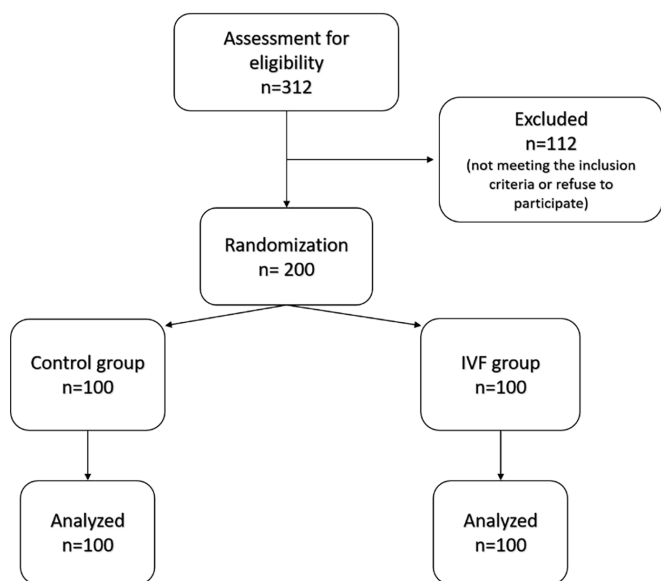 Assessment for
eligibility
n=312
Excluded
n=112
(not meeting the inclusion
criteria or refuse to
participate)
Randomization
n= 200
Control group
n=100
IVF group
n=100
Analyzed
n=100
Analyzed
n=100